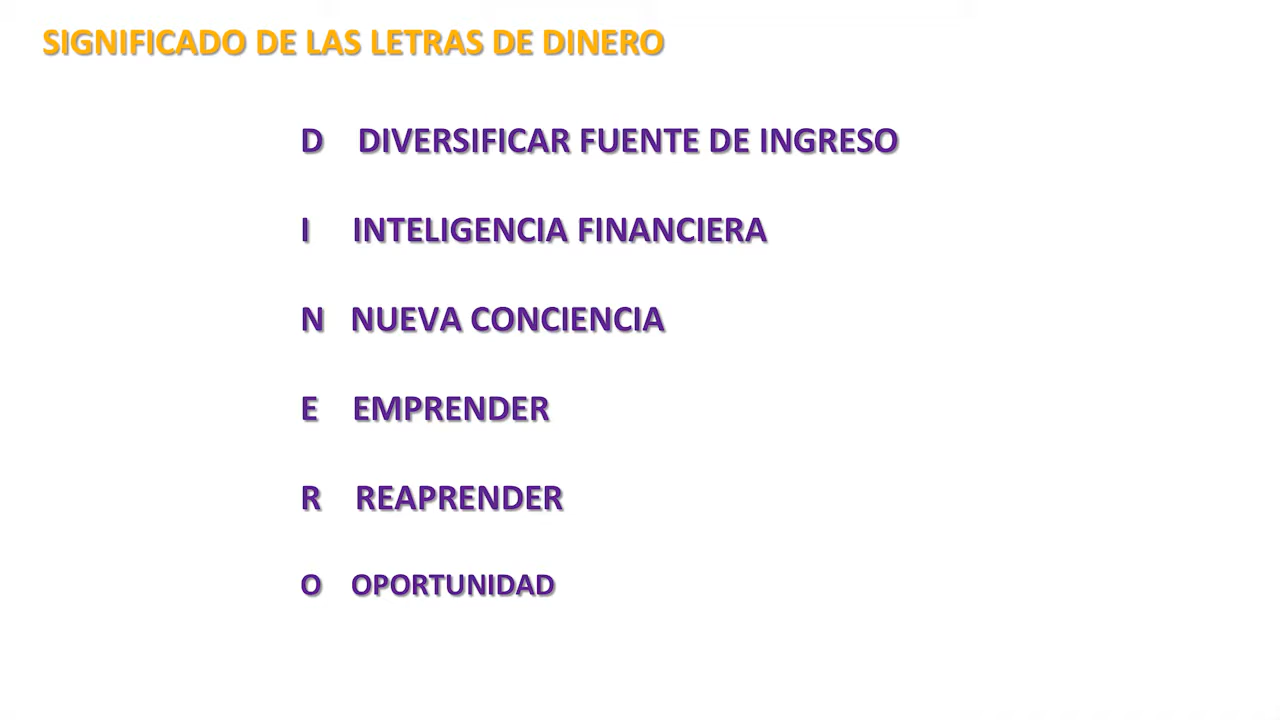 SIGNIFICADO DE LAS LETRAS DE DINERO
D DIVERSIFICAR FUENTE DE INGRESO
I INTELIGENCIA FINANCIERA
N NUEVA CONCIENCIA
E EMPRENDER
R REAPRENDER
O OPORTUNIDAD